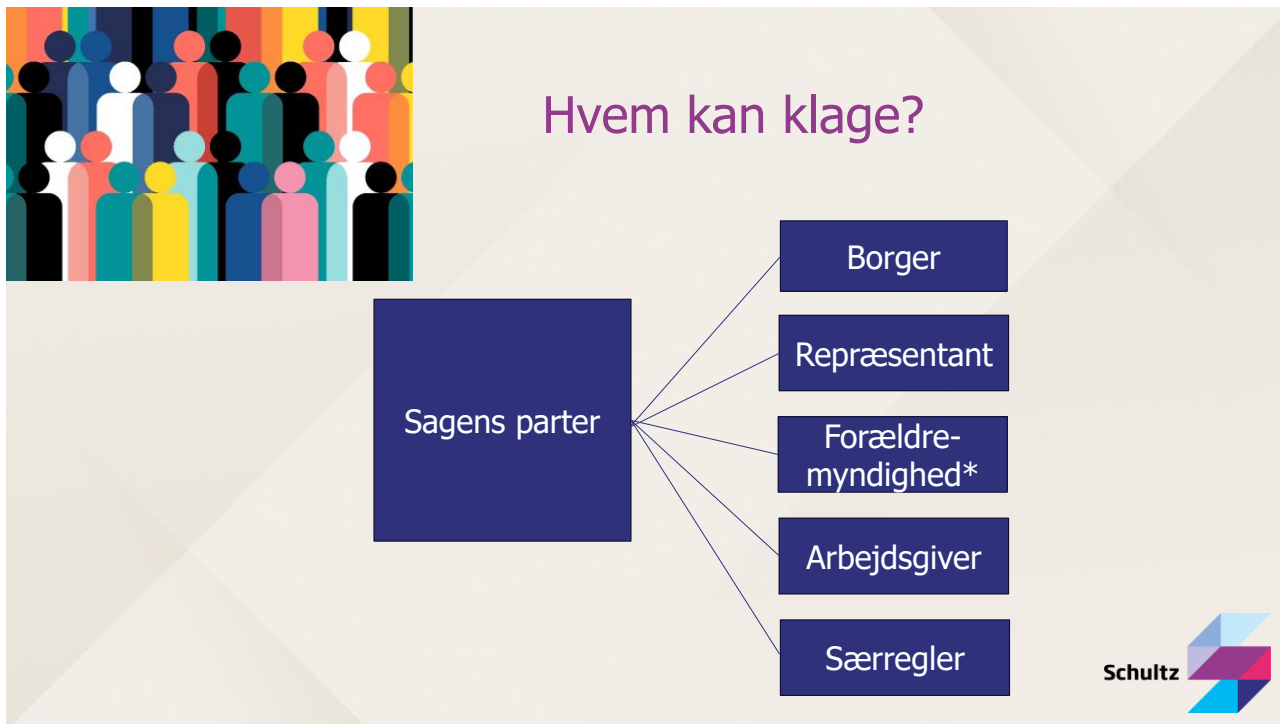 Hvem kan klage?
Sagens parter
Borger
Repræsentant
Forældre-
myndighed*
Arbejdsgiver
Særregler
Schultz